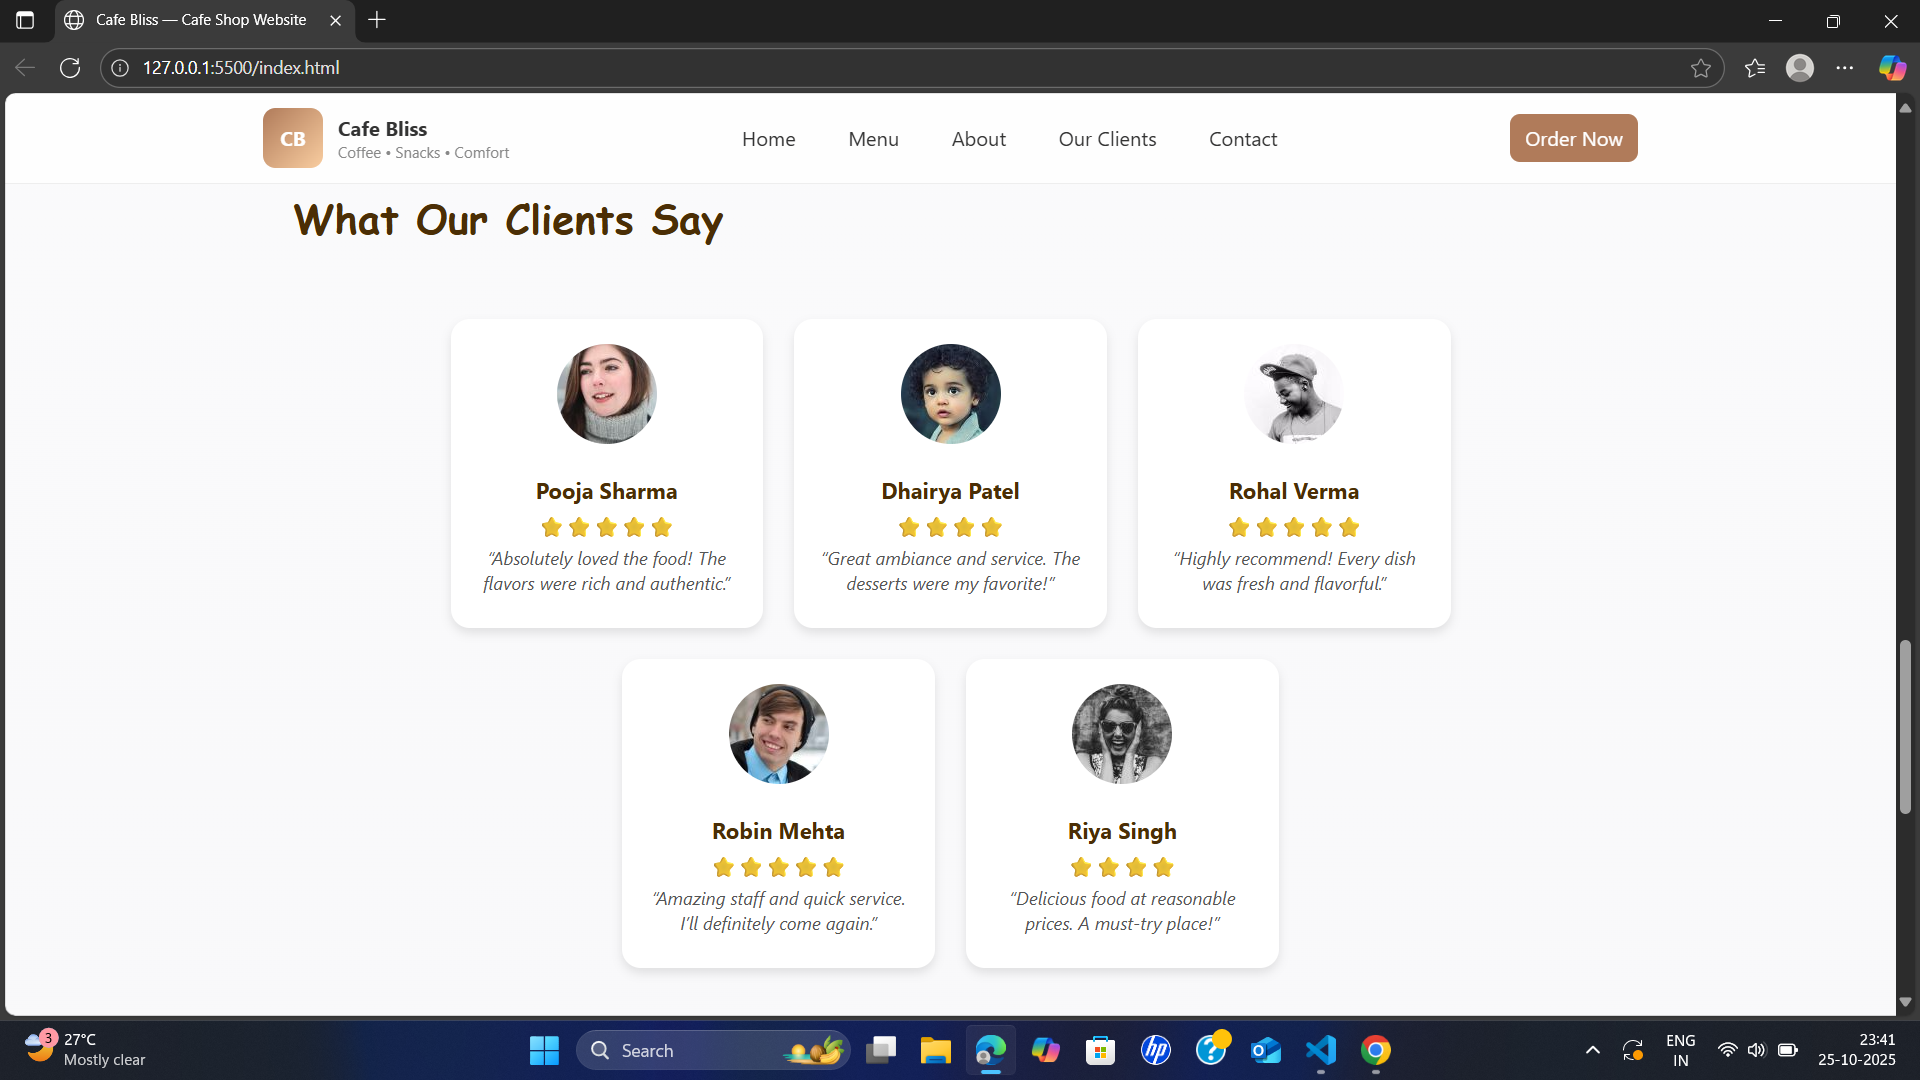 Cafe Bliss — Cafe Shop Website
127.0.0.1:5500/index.html
CB
Cafe Bliss
Coffee • Snacks • Comfort
Home
Menu
About
Our Clients
Contact
Order Now
What Our Clients Say
Pooja Sharma
“Absolutely loved the food! The
flavors were rich and authentic.”
Dhairya Patel
“Great ambiance and service. The
desserts were my favorite!”
Rohal Verma
“Highly recommend! Every dish
was fresh and flavorful.”
Robin Mehta
“Amazing staff and quick service.
I’ll definitely come again.”
Riya Singh
“Delicious food at reasonable
prices. A must-try place!”
3
27°C
Mostly clear
Search
hp
ENG
IN
23:41
25-10-2025